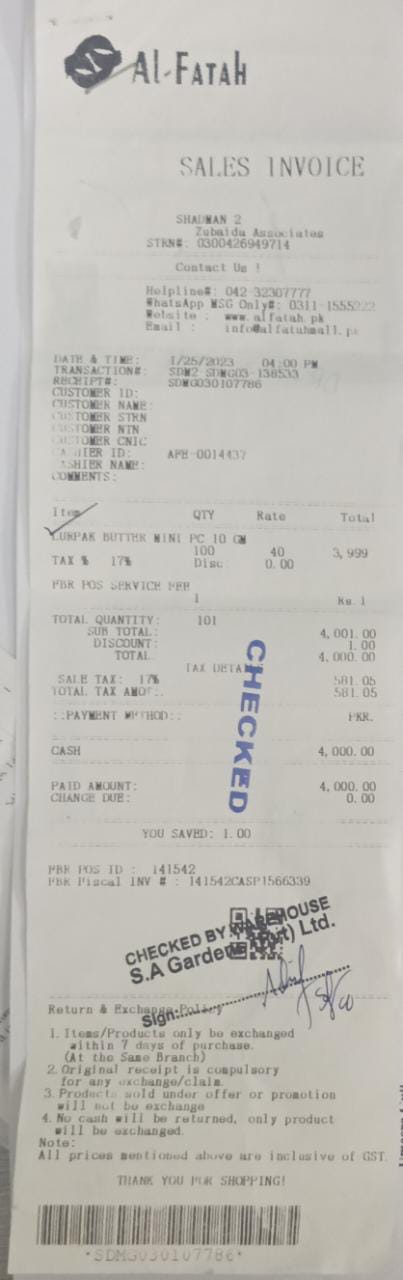 AL-FATAH
SALES INVOICE
SHADMAN 2
Zubaida Associates
STRN#: 0300426949714
Contact Us !
Helpline#: 042-32307777
WhatsApp MSG Only#: 0311-1555222
Website : www.alfatah.pk
Email : info@alfatahmall.pk
DATE & TIME: 1/25/2023 04:00 PM
TRANSACTION#: SDM2-SDMG03-138533
RECEIPT#: SDMG030107786
CUSTOMER ID:
CUSTOMER NAME:
CUSTOMER STRN
CUSTOMER NTN
CUSTOMER CNIC
CASHIER ID: AFH-0014437
CASHIER NAME:
COMMENTS:
Item QTY Rate Total
LURPAK BUTTER MINI PC 10 GM
100 40 3,999
TAX % 17% Disc: 0.00
FBR POS SERVICE FEE
1 Rs.1
TOTAL QUANTITY: 101
SUB TOTAL: 4,001.00
DISCOUNT: 1.00
TOTAL 4,000.00
TAX DETA
SALE TAX: 17% 581.05
TOTAL TAX AMOT:. 581.05
::PAYMENT METHOD:: PKR.
CASH 4,000.00
PAID AMOUNT: 4,000.00
CHANGE DUE: 0.00
CHECKED
YOU SAVED: 1.00
FBR POS ID : 141542
FBR Fiscal INV # : 141542CASP1566339
CHECKED BY WAREHOUSE
S.A Gardens (Pvt) Ltd.
Sign:
Return & Exchange Policy
1. Items/Products only be exchanged
within 7 days of purchase.
(At the Same Branch)
2. Original receipt is compulsory
for any exchange/claim.
3. Products sold under offer or promotion
will not be exchange
4. No cash will be returned, only product
will be exchanged.
Note:
All prices mentioned above are inclusive of GST.
THANK YOU FOR SHOPPING!
*SDMG030107786*